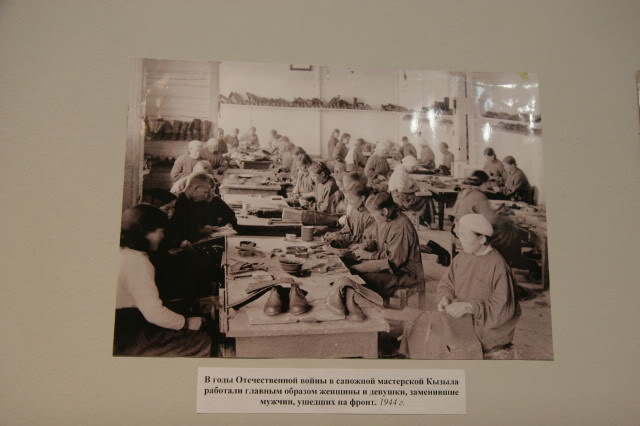 В годы Отечественной войны в сапожной мастерской Кызыла
работали главным образом женщины и девушки, заменившие
мужчин, ушедших на фронт. 1944 г.